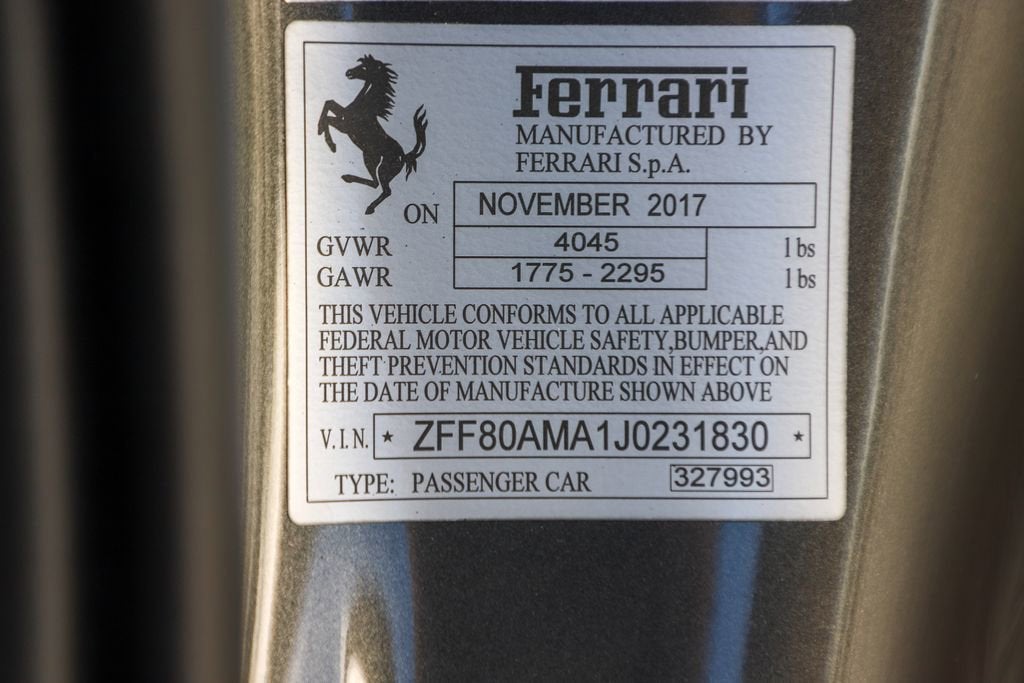 Ferrari
MANUFACTURED BY
FERRARI S.p.A.
ON NOVEMBER 2017
GVWR 4045 lbs
GAWR 1775 - 2295 lbs
THIS VEHICLE CONFORMS TO ALL APPLICABLE
FEDERAL MOTOR VEHICLE SAFETY,BUMPER,AND
THEFT PREVENTION STANDARDS IN EFFECT ON
THE DATE OF MANUFACTURE SHOWN ABOVE
V.I.N. * ZFF80AMA1J0231830 *
TYPE: PASSENGER CAR 327993